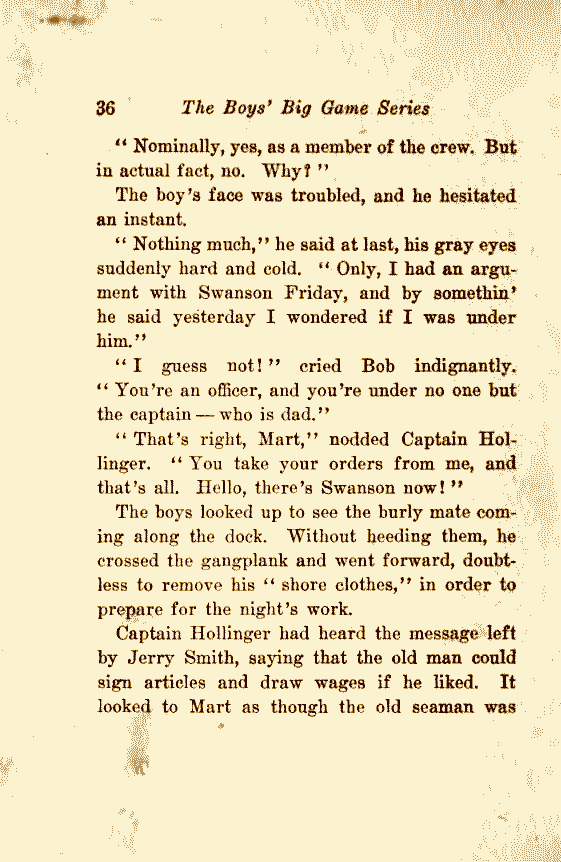 36 The Boys' Big Game Series
" Nominally, yes, as a member of the crew. But
in actual fact, no. Why? "
The boy's face was troubled, and he hesitated
an instant.
" Nothing much," he said at last, his gray eyes
suddenly hard and cold. " Only, I had an argu-
ment with Swanson Friday, and by somethin'
he said yesterday I wondered if I was under
him."
" I guess not! " cried Bob indignantly.
" You're an officer, and you're under no one but
the captain — who is dad."
" That's right, Mart," nodded Captain Hol-
linger. " You take your orders from me, and
that's all. Hello, there's Swanson now! "
The boys looked up to see the burly mate com-
ing along the dock. Without heeding them, he
crossed the gangplank and went forward, doubt-
less to remove his " shore clothes," in order to
prepare for the night's work.
Captain Hollinger had heard the message left
by Jerry Smith, saying that the old man could
sign articles and draw wages if he liked. It
looked to Mart as though the old seaman was